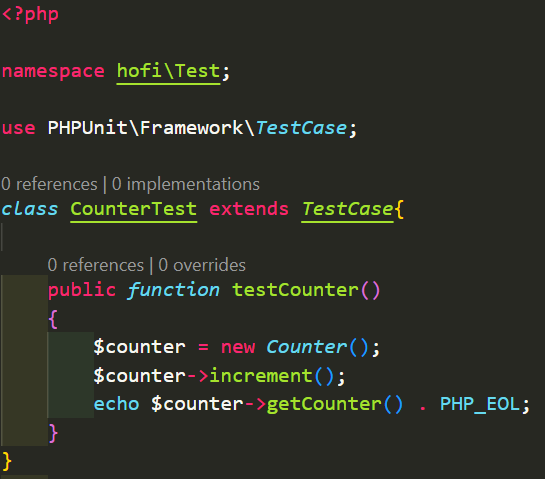 <?php
namespace hofi\Test;
use PHPUnit\Framework\TestCase;
0 references | 0 implementations
class CounterTest extends TestCase{
0 references | 0 overrides
public function testCounter()
{
$counter = new Counter();
$counter->increment();
echo $counter->getCounter() . PHP_EOL;
}
}